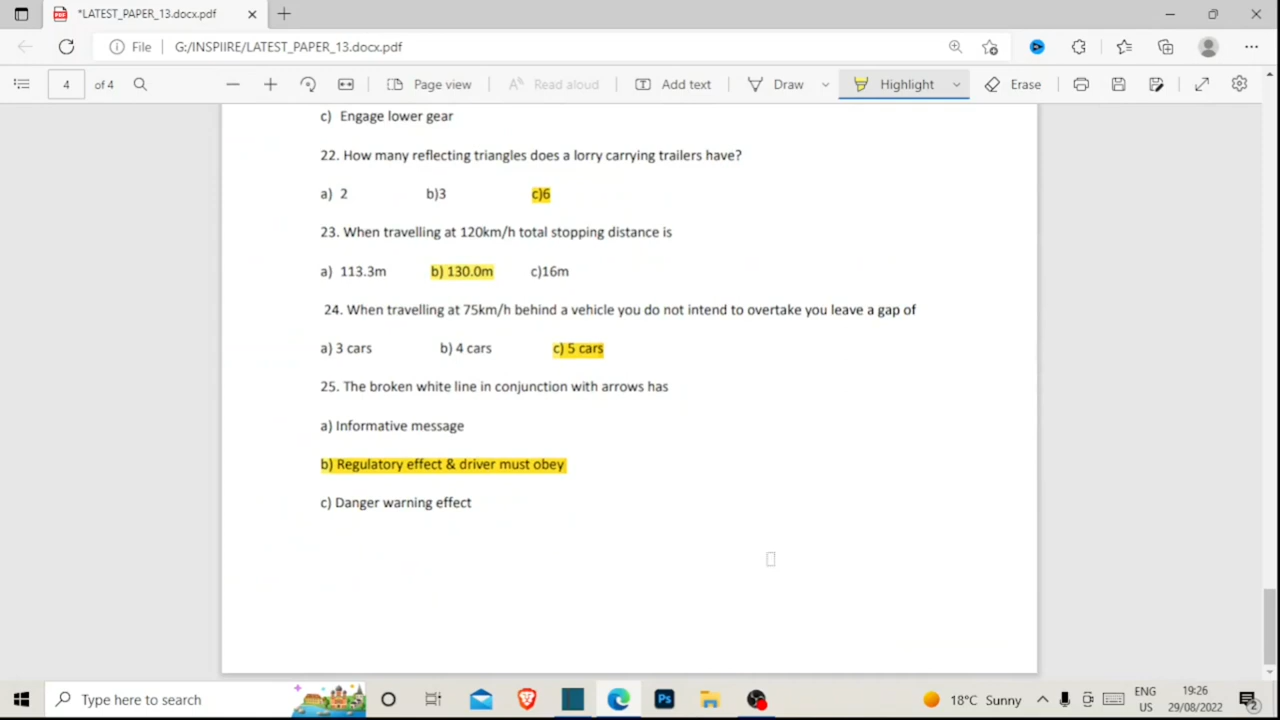 *LATEST_PAPER_13.docx.pdf
File
G:/INSPIIRE/LATEST_PAPER_13.docx.pdf
4 of 4
Page view
Read aloud
Add text
Draw
Highlight
Erase
c) Engage lower gear
22. How many reflecting triangles does a lorry carrying trailers have?
a) 2 b)3 c)6
23. When travelling at 120km/h total stopping distance is
a) 113.3m b) 130.0m c)16m
24. When travelling at 75km/h behind a vehicle you do not intend to overtake you leave a gap of
a) 3 cars b) 4 cars c) 5 cars
25. The broken white line in conjunction with arrows has
a) Informative message
b) Regulatory effect & driver must obey
c) Danger warning effect
Type here to search
Ps
18°C Sunny
ENG
US
19:26
29/08/2022
2